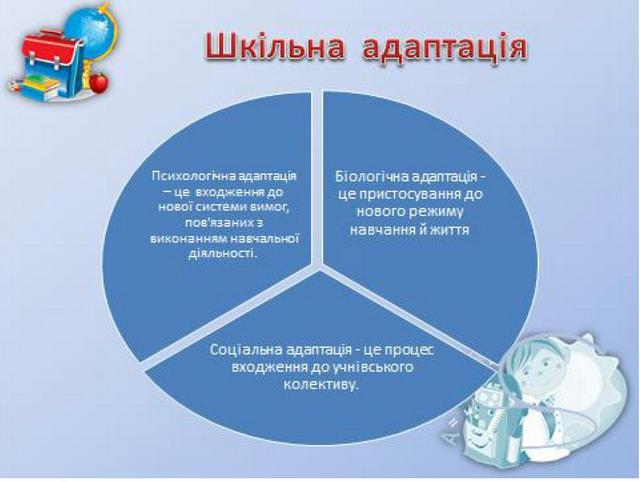 Шкільна адаптація
Психологічна адаптація
– це входження до
нової системи вимог,
пов'язаних з
виконанням навчальної
діяльності.
Біологічна адаптація -
це пристосування до
нового режиму
навчання й життя
Соціальна адаптація - це процес
входження до учнівського
колективу.